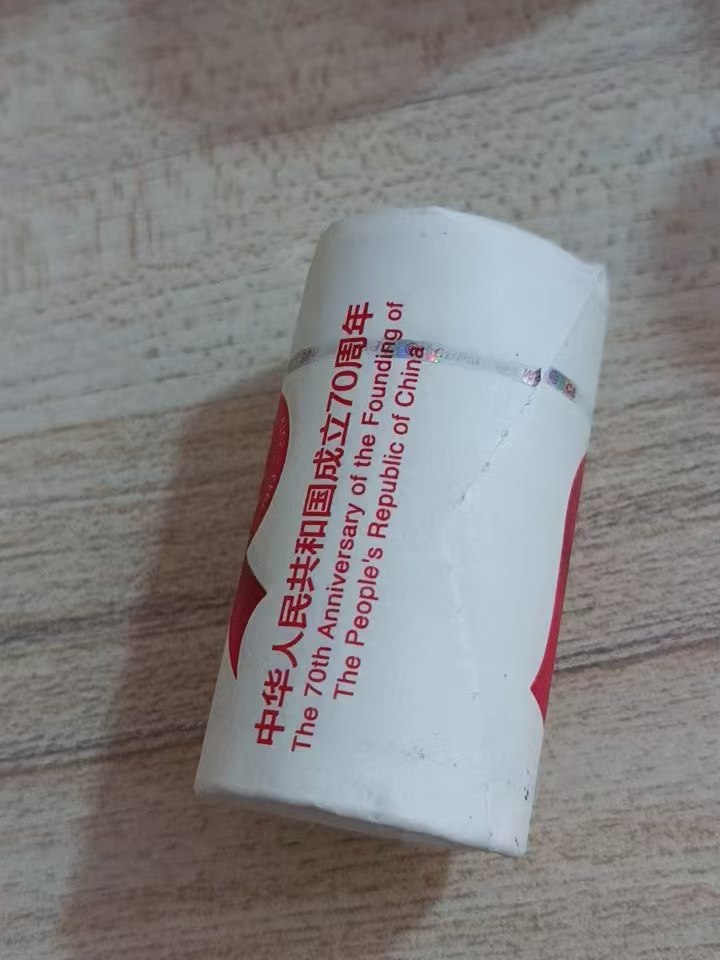 中华人民共和国成立70周年
The 70th Anniversary of the Founding of
The People's Republic of China